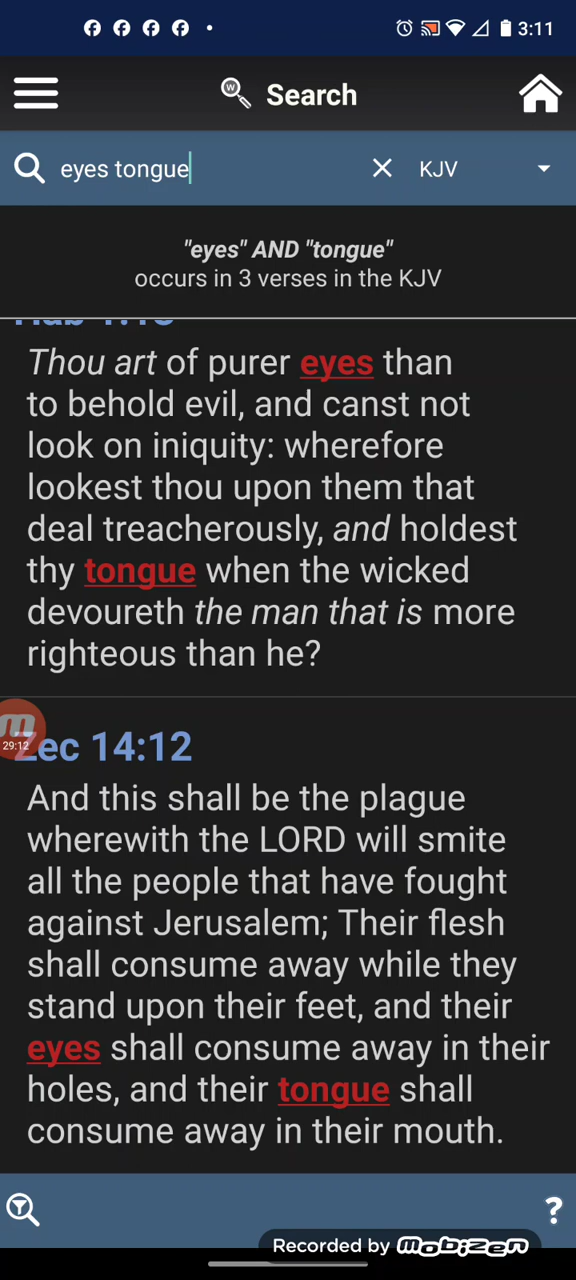 3:11
Search
eyes tongue
KJV
"eyes" AND "tongue"
occurs in 3 verses in the KJV
Thou art of purer eyes than
to behold evil, and canst not
look on iniquity: wherefore
lookest thou upon them that
deal treacherously, and holdest
thy tongue when the wicked
devoureth the man that is more
righteous than he?
29:12
Zec 14:12
And this shall be the plague
wherewith the LORD will smite
all the people that have fought
against Jerusalem; Their flesh
shall consume away while they
stand upon their feet, and their
eyes shall consume away in their
holes, and their tongue shall
consume away in their mouth.
?
Recorded by mobizen